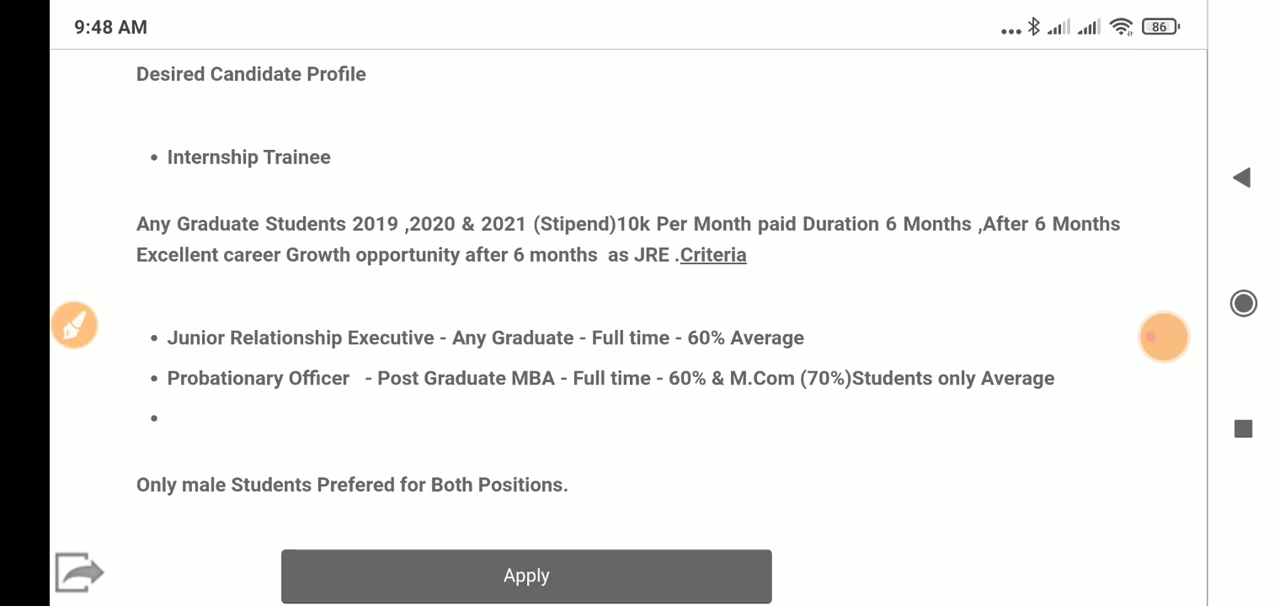 9:48 AM
86
Desired Candidate Profile
• Internship Trainee
Any Graduate Students 2019 ,2020 & 2021 (Stipend)10k Per Month paid Duration 6 Months ,After 6 Months
Excellent career Growth opportunity after 6 months as JRE .Criteria
• Junior Relationship Executive - Any Graduate - Full time - 60% Average
• Probationary Officer - Post Graduate MBA - Full time - 60% & M.Com (70%)Students only Average
•
Only male Students Prefered for Both Positions.
Apply